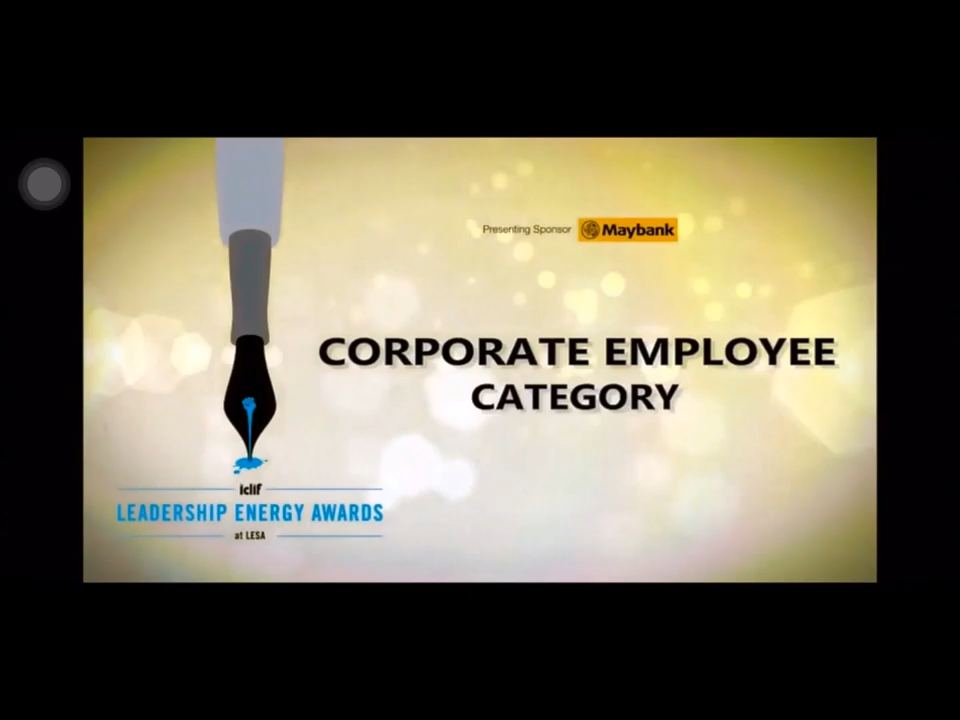 Presenting Sponsor Maybank
CORPORATE EMPLOYEE
CATEGORY
iclif
LEADERSHIP ENERGY AWARDS
at LESA